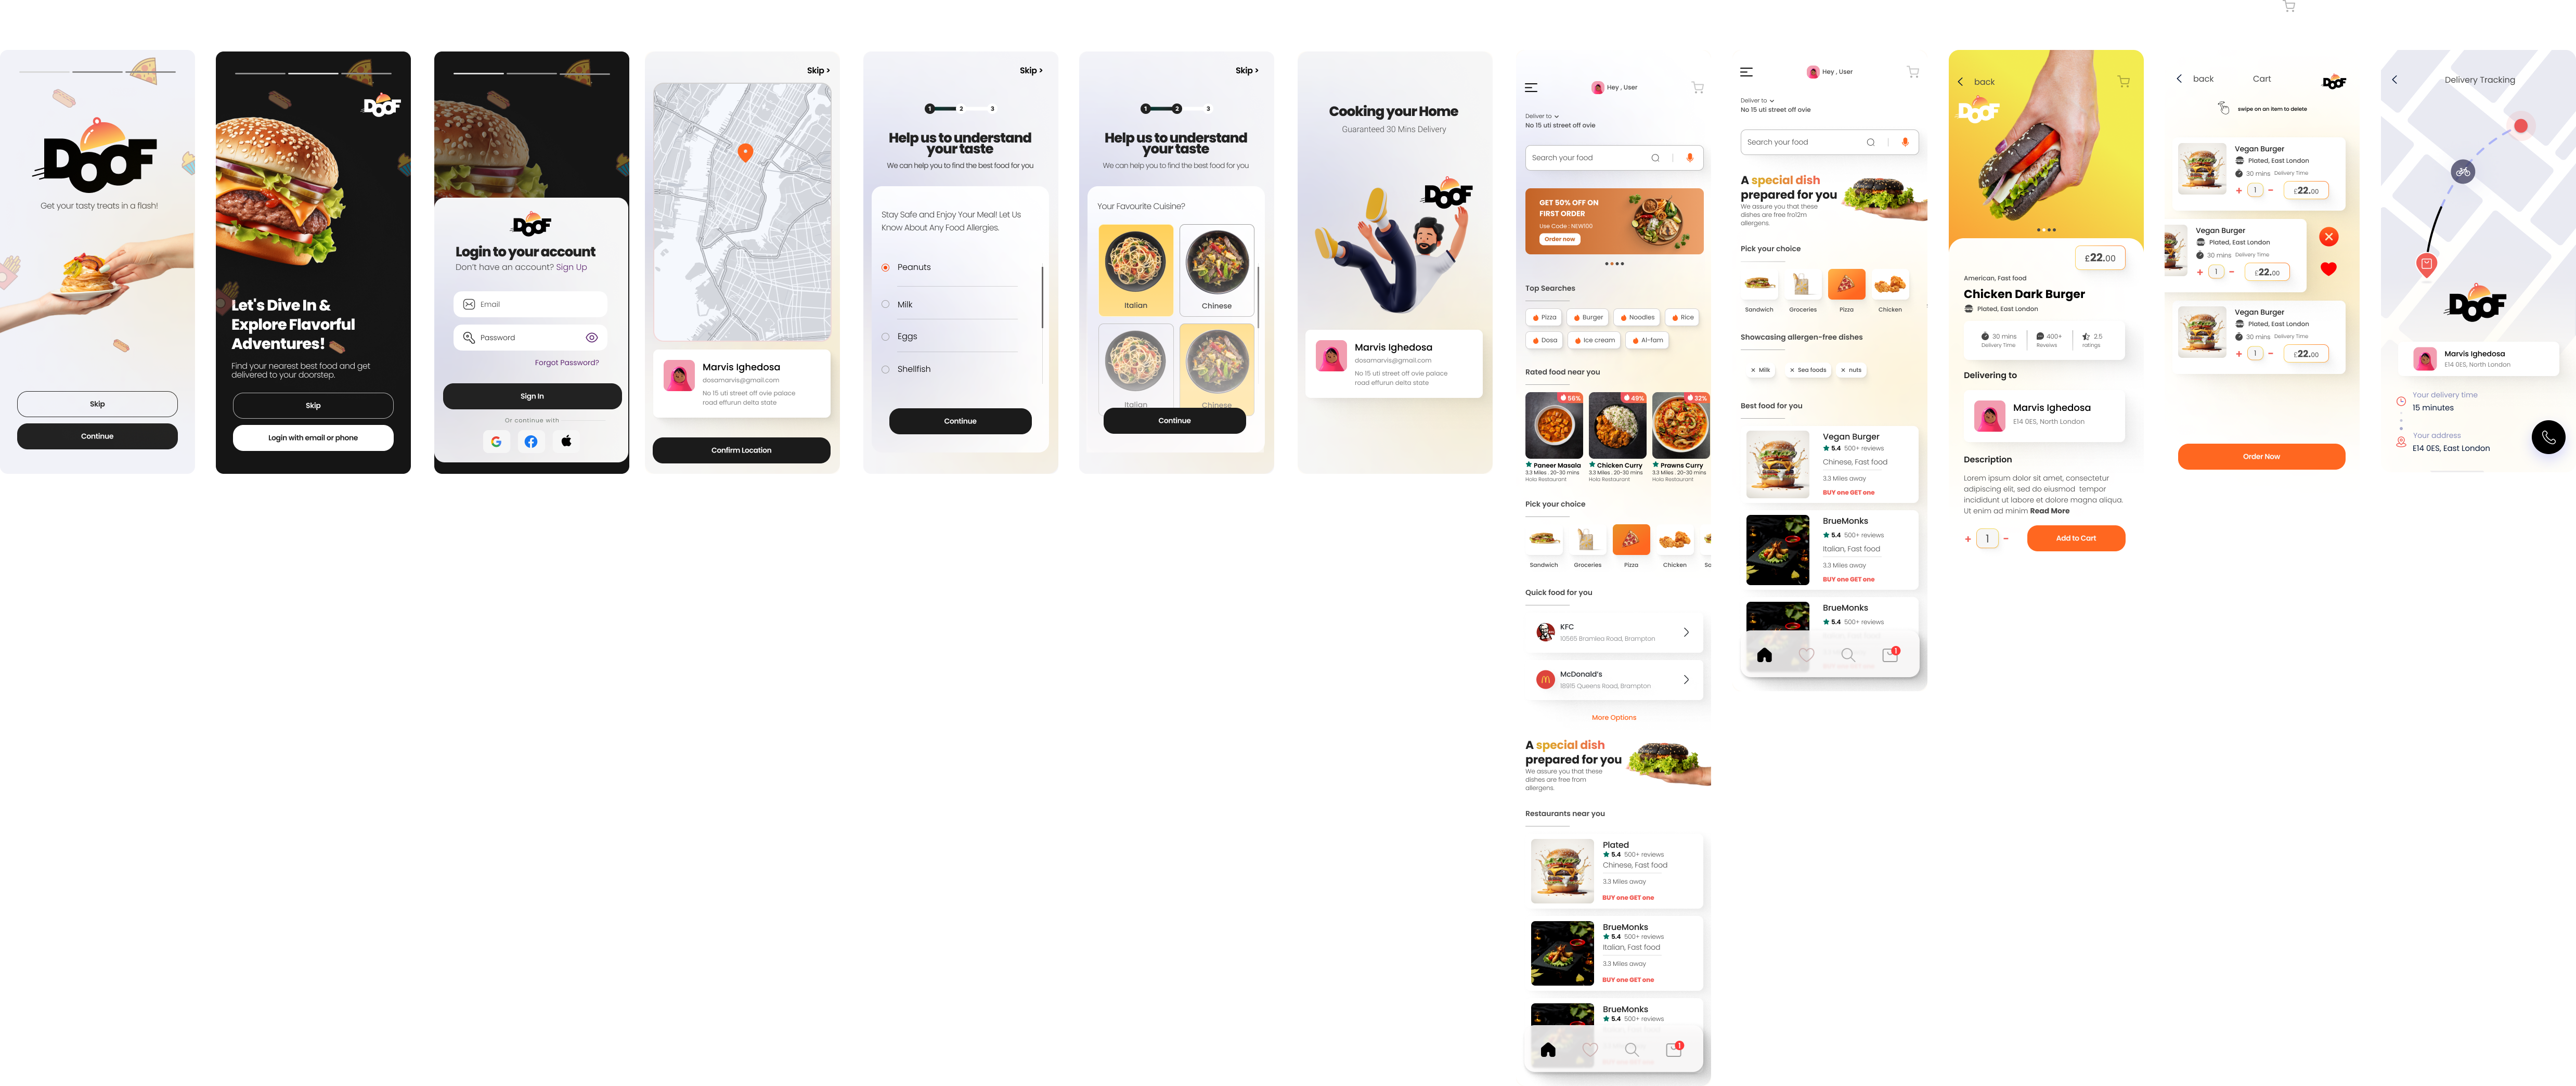 DOOF
Get your tasty treats in a flash!
Skip
Continue
DOOF
Let's Dive In &
Explore Flavorful
Adventures!
Find your nearest best food and get
delivered to your doorstep.
Skip
Login with email or phone
DOOF
Login to your account
Don't have an account? Sign Up
Email
Password
Forgot Password?
Sign In
Or continue with
Skip >
Marvis Ighedosa
dosamarvis@gmail.com
No 15 uti street off ovie palace
road effurun delta state
Confirm Location
Skip >
1 2 3
Help us to understand
your taste
We can help you to find the best food for you
Stay Safe and Enjoy Your Meal! Let Us
Know About Any Food Allergies.
Peanuts
Milk
Eggs
Shellfish
Continue
Skip >
1 2 3
Help us to understand
your taste
We can help you to find the best food for you
Your Favourite Cuisine?
Italian Chinese
Italian Chinese
Continue
Cooking your Home
Guaranteed 30 Mins Delivery
DOOF
Marvis Ighedosa
dosamarvis@gmail.com
No 15 uti street off ovie palace
road effurun delta state
Hey , User
Deliver to
No 15 uti street off ovie
Search your food
GET 50% OFF ON
FIRST ORDER
Use Code : NEW100
Order now
Top Searches
Pizza Burger Noodles Rice
Dosa Ice cream Al-fam
Rated food near you
56% 49% 32%
Paneer Masala Chicken Curry Prawns Curry
3.3 Miles . 20-30 mins 3.3 Miles . 20-30 mins 3.3 Miles . 20-30 mins
Hola Restaurant Hola Restaurant Hola Restaurant
Pick your choice
Sandwich Groceries Pizza Chicken Sc
Quick food for you
KFC
10565 Bramlea Road, Brampton
McDonald's
18915 Queens Road, Brampton
More Options
A special dish
prepared for you
We assure you that these
dishes are free from
allergens.
Restaurants near you
Plated
5.4 500+ reviews
Chinese, Fast food
3.3 Miles away
BUY one GET one
BrueMonks
5.4 500+ reviews
Italian, Fast food
3.3 Miles away
BUY one GET one
BrueMonks
5.4 500+ reviews
1
Hey , User
Deliver to
No 15 uti street off ovie
Search your food
A special dish
prepared for you
We assure you that these
dishes are free frol2m
allergens.
Pick your choice
Sandwich Groceries Pizza Chicken
Showcasing allergen-free dishes
Milk Sea foods nuts
Best food for you
Vegan Burger
5.4 500+ reviews
Chinese, Fast food
3.3 Miles away
BUY one GET one
BrueMonks
5.4 500+ reviews
Italian, Fast food
3.3 Miles away
BUY one GET one
BrueMonks
5.4 500+ reviews
1
back
DOOF
£22.00
American, Fast food
Chicken Dark Burger
Plated, East London
30 mins 400+ 2.5
Delivery Time Reveiws ratings
Delivering to
Marvis Ighedosa
E14 0ES, North London
Description
Lorem ipsum dolor sit amet, consectetur
adipiscing elit, sed do eiusmod tempor
incididunt ut labore et dolore magna aliqua.
Ut enim ad minim Read More
+ 1 -
Add to Cart
back Cart DOOF
swipe on an item to delete
Vegan Burger
Plated, East London
30 mins Delivery Time
+ 1 - £22.00
Vegan Burger
Plated, East London
30 mins Delivery Time
+ 1 - £22.00
Vegan Burger
Plated, East London
30 mins Delivery Time
+ 1 - £22.00
Order Now
Delivery Tracking
DOOF
Marvis Ighedosa
E14 0ES, North London
Your delivery time
15 minutes
Your address
E14 0ES, East London